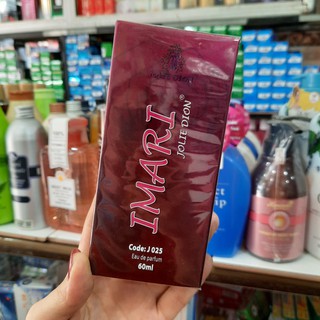 IMARI
JOLIE DION®
Code: J 025
Eau de parfum
60ml